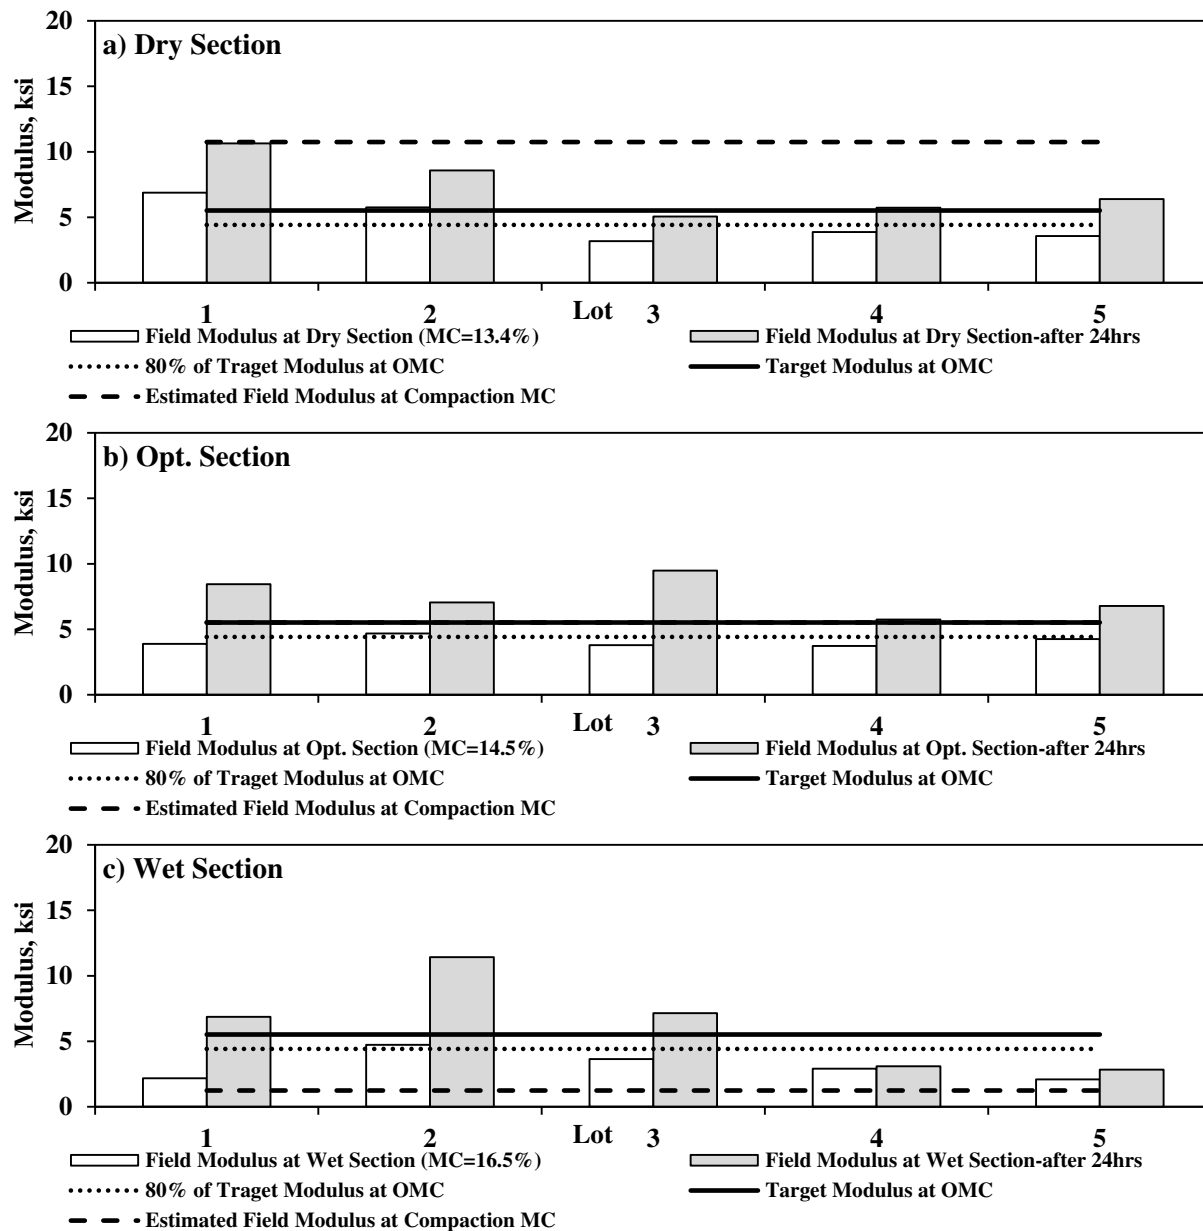 20
a) Dry Section
15
10
5
0
Modulus, ksi
1 2 Lot 3 4 5
Field Modulus at Dry Section (MC=13.4%) Field Modulus at Dry Section-after 24hrs
80% of Traget Modulus at OMC Target Modulus at OMC
Estimated Field Modulus at Compaction MC
20
b) Opt. Section
15
10
5
0
Modulus, ksi
1 2 Lot 3 4 5
Field Modulus at Opt. Section (MC=14.5%) Field Modulus at Opt. Section-after 24hrs
80% of Traget Modulus at OMC Target Modulus at OMC
Estimated Field Modulus at Compaction MC
20
c) Wet Section
15
10
5
0
Modulus, ksi
1 2 Lot 3 4 5
Field Modulus at Wet Section (MC=16.5%) Field Modulus at Wet Section-after 24hrs
80% of Traget Modulus at OMC Target Modulus at OMC
Estimated Field Modulus at Compaction MC